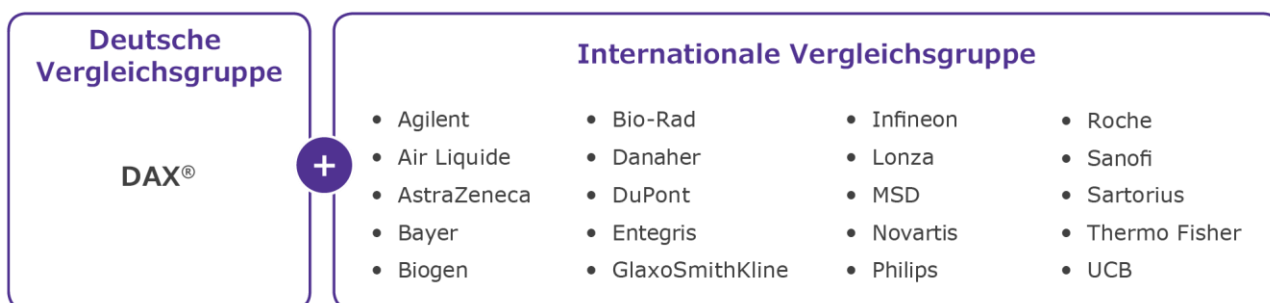 Deutsche
Vergleichsgruppe
DAX®
+
Internationale Vergleichsgruppe
• Agilent
• Air Liquide
• AstraZeneca
• Bayer
• Biogen
• Bio-Rad
• Danaher
• DuPont
• Entegris
• GlaxoSmithKline
• Infineon
• Lonza
• MSD
• Novartis
• Philips
• Roche
• Sanofi
• Sartorius
• Thermo Fisher
• UCB